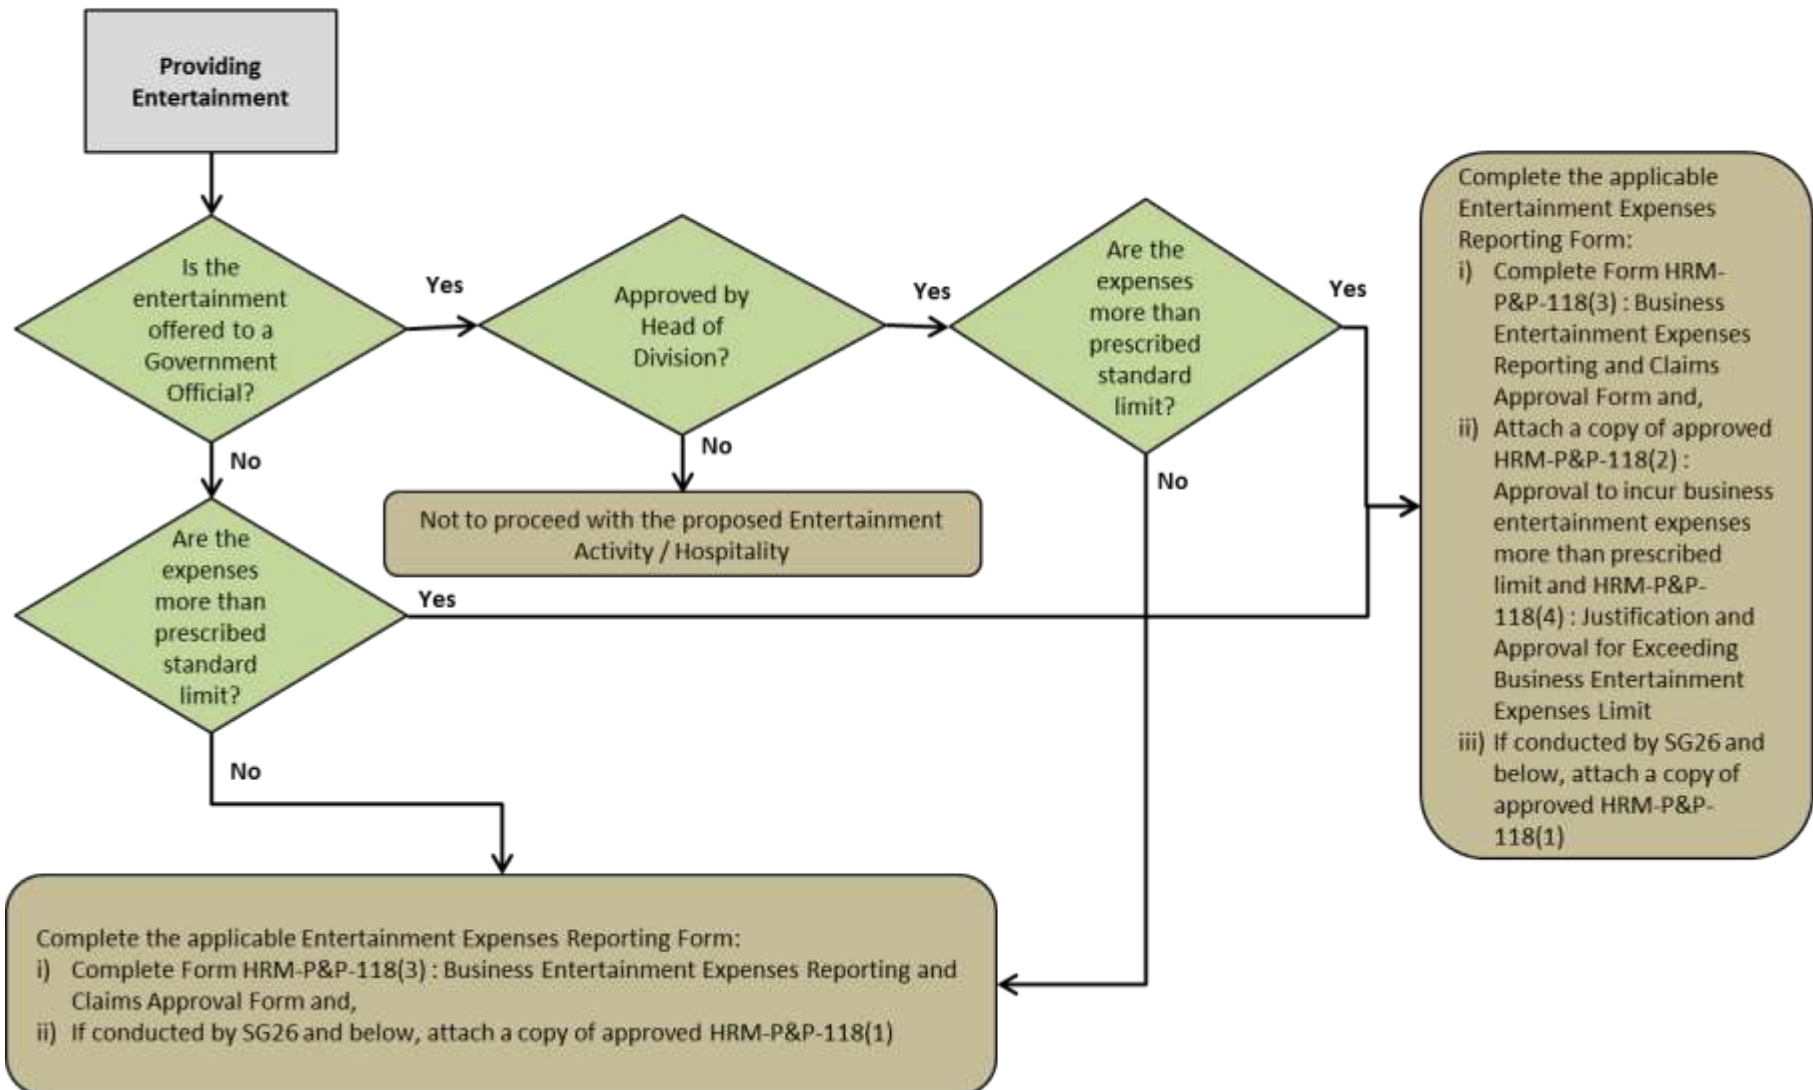 Providing
Entertainment
Is the
entertainment
offered to a
Government
Official?
Yes
Approved by
Head of
Division?
Yes
Are the
expenses
more than
prescribed
standard
limit?
Yes
No
No
No
Not to proceed with the proposed Entertainment
Activity / Hospitality
Are the
expenses
more than
prescribed
standard
limit?
Yes
No
Complete the applicable
Entertainment Expenses
Reporting Form:
i) Complete Form HRM-
P&P-118(3) : Business
Entertainment Expenses
Reporting and Claims
Approval Form and,
ii) Attach a copy of approved
HRM-P&P-118(2) :
Approval to incur business
entertainment expenses
more than prescribed
limit and HRM-P&P-
118(4) : Justification and
Approval for Exceeding
Business Entertainment
Expenses Limit
iii) If conducted by SG26 and
below, attach a copy of
approved HRM-P&P-
118(1)
Complete the applicable Entertainment Expenses Reporting Form:
i) Complete Form HRM-P&P-118(3) : Business Entertainment Expenses Reporting and
Claims Approval Form and,
ii) If conducted by SG26 and below, attach a copy of approved HRM-P&P-118(1)